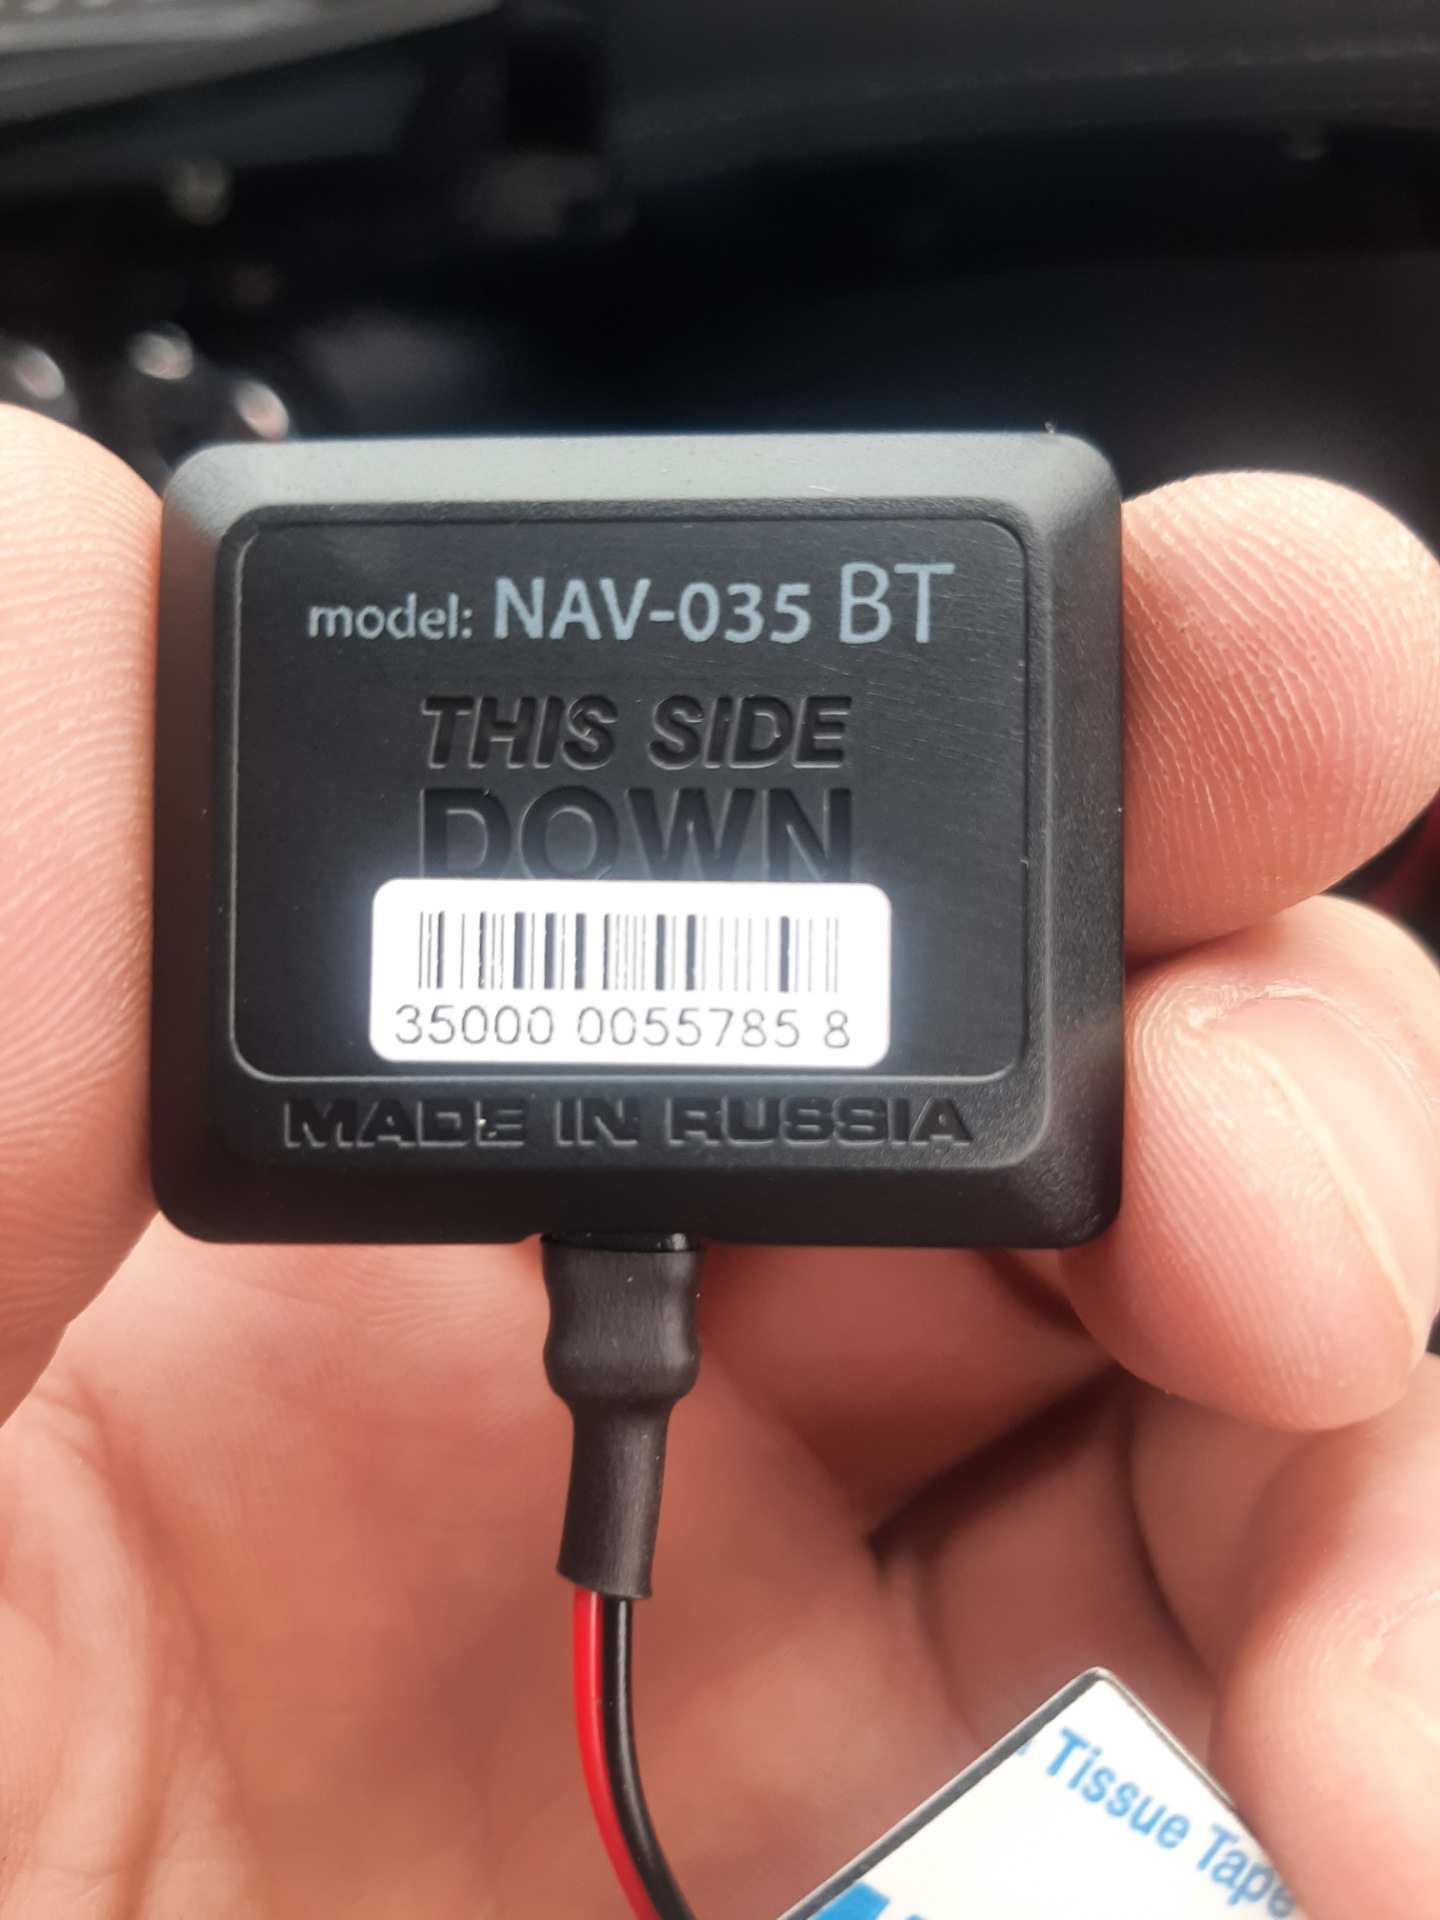 model: NAV-035 BT
THIS SIDE
DOWN
35000 0055785 8
MADE IN RUSSIA
Tissue Tape